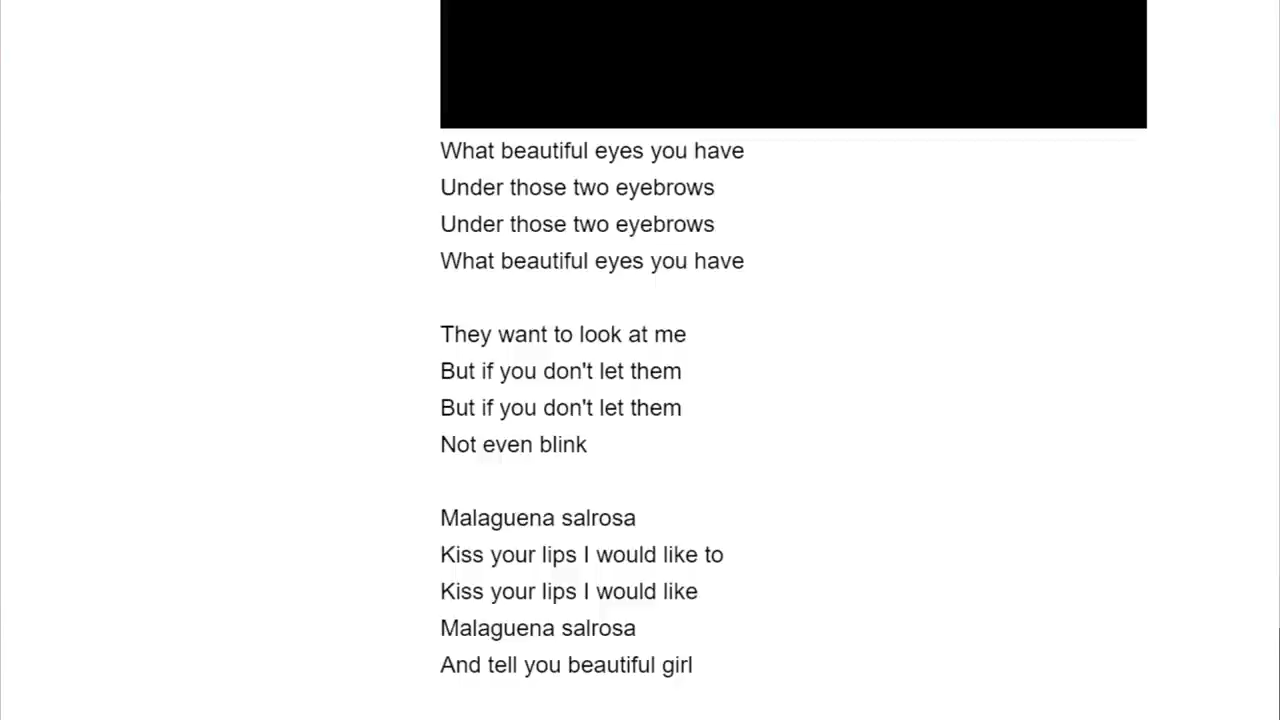 What beautiful eyes you have
Under those two eyebrows
Under those two eyebrows
What beautiful eyes you have
They want to look at me
But if you don't let them
But if you don't let them
Not even blink
Malaguena salrosa
Kiss your lips I would like to
Kiss your lips I would like
Malaguena salrosa
And tell you beautiful girl